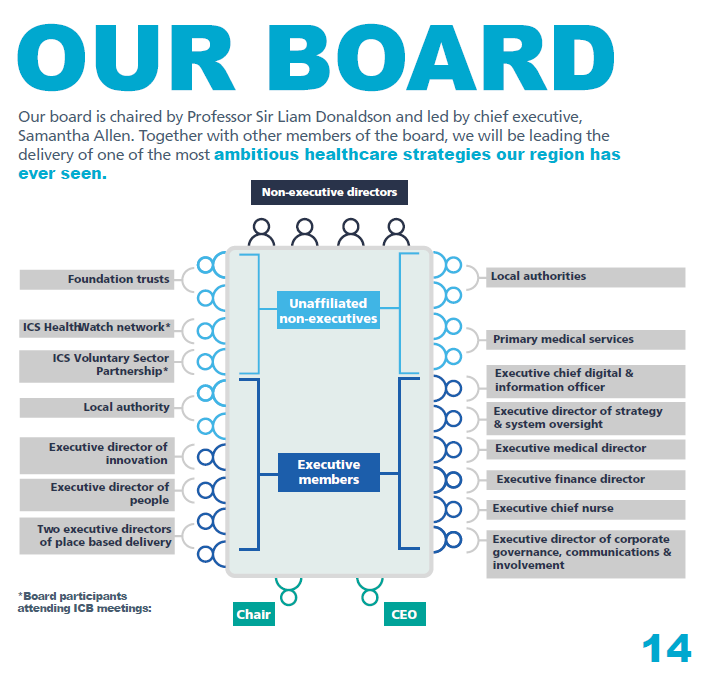 OUR BOARD
Our board is chaired by Professor Sir Liam Donaldson and led by chief executive,
Samantha Allen. Together with other members of the board, we will be leading the
delivery of one of the most ambitious healthcare strategies our region has
ever seen.
Non-executive directors
Foundation trusts
ICS HealthWatch network*
ICS Voluntary Sector
Partnership*
Local authority
Executive director of
innovation
Executive director of
people
Two executive directors
of place based delivery
Unaffiliated
non-executives
Executive
members
Local authorities
Primary medical services
Executive chief digital &
information officer
Executive director of strategy
& system oversight
Executive medical director
Executive finance director
Executive chief nurse
Executive director of corporate
governance, communications &
involvement
*Board participants
attending ICB meetings:
Chair
CEO
14